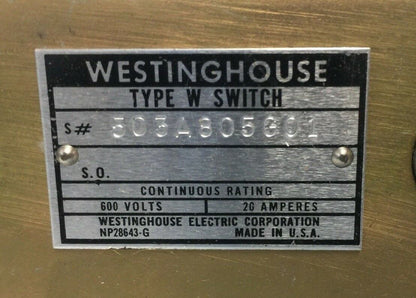 WESTINGHOUSE
TYPE W SWITCH
S# 503A805G01
S.O.
CONTINUOUS RATING
600 VOLTS 20 AMPERES
WESTINGHOUSE ELECTRIC CORPORATION
NP28643-G MADE IN U.S.A.